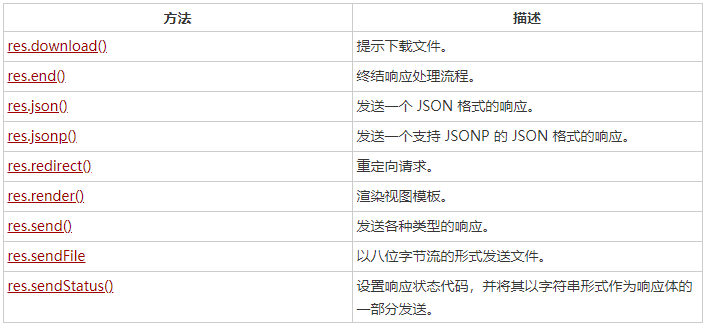 方法 描述
res.download() 提示下载文件。
res.end() 终结响应处理流程。
res.json() 发送一个 JSON 格式的响应。
res.jsonp() 发送一个支持 JSONP 的 JSON 格式的响应。
res.redirect() 重定向请求。
res.render() 渲染视图模板。
res.send() 发送各种类型的响应。
res.sendFile 以八位字节流的形式发送文件。
res.sendStatus() 设置响应状态代码，并将其以字符串形式作为响应体的
一部分发送。